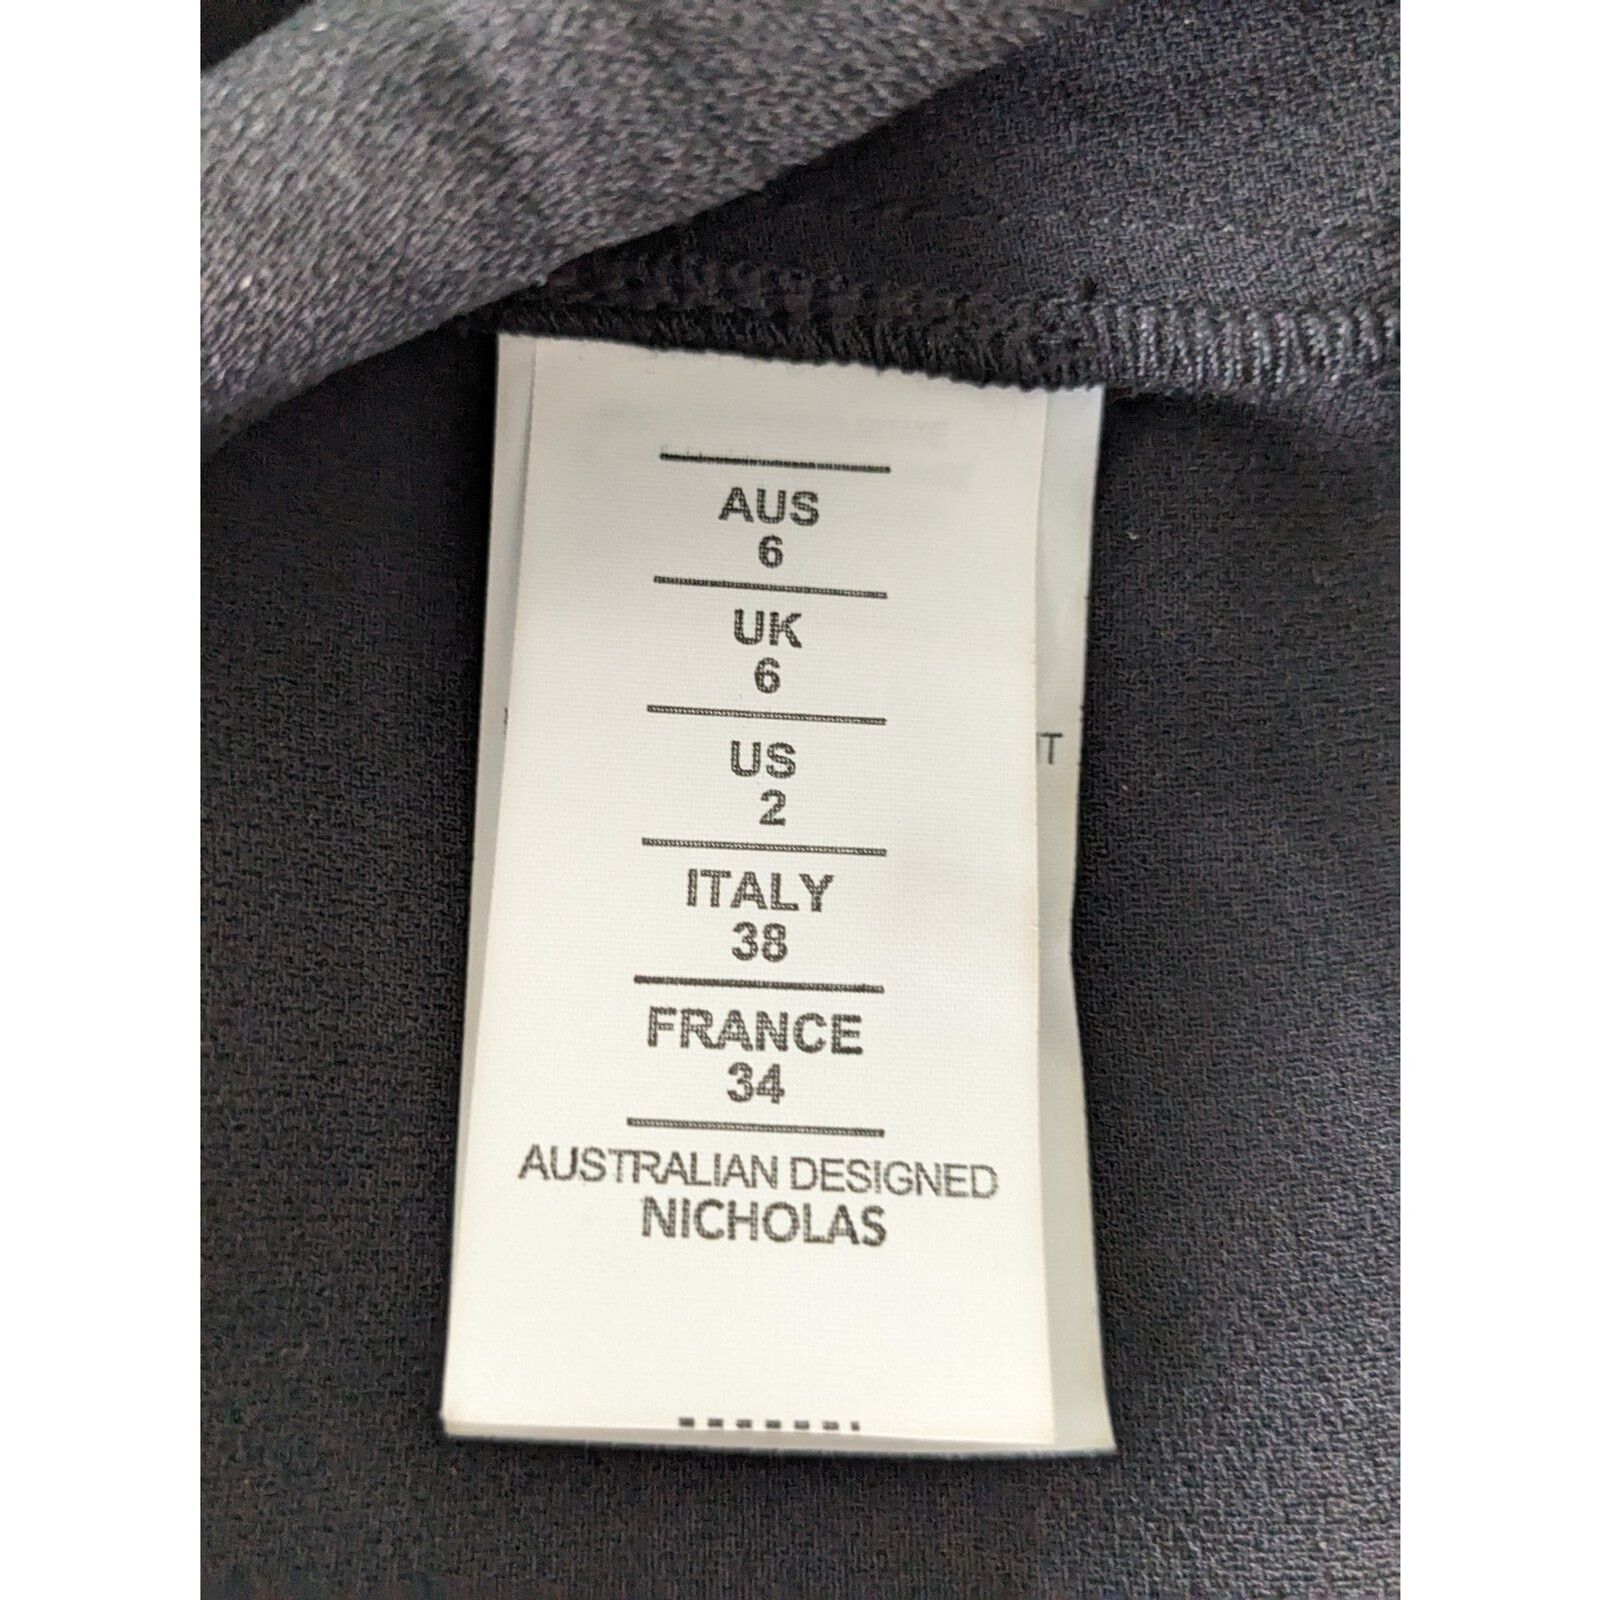 AUS
6
UK
6
US
2
ITALY
38
FRANCE
34
AUSTRALIAN DESIGNED
NICHOLAS